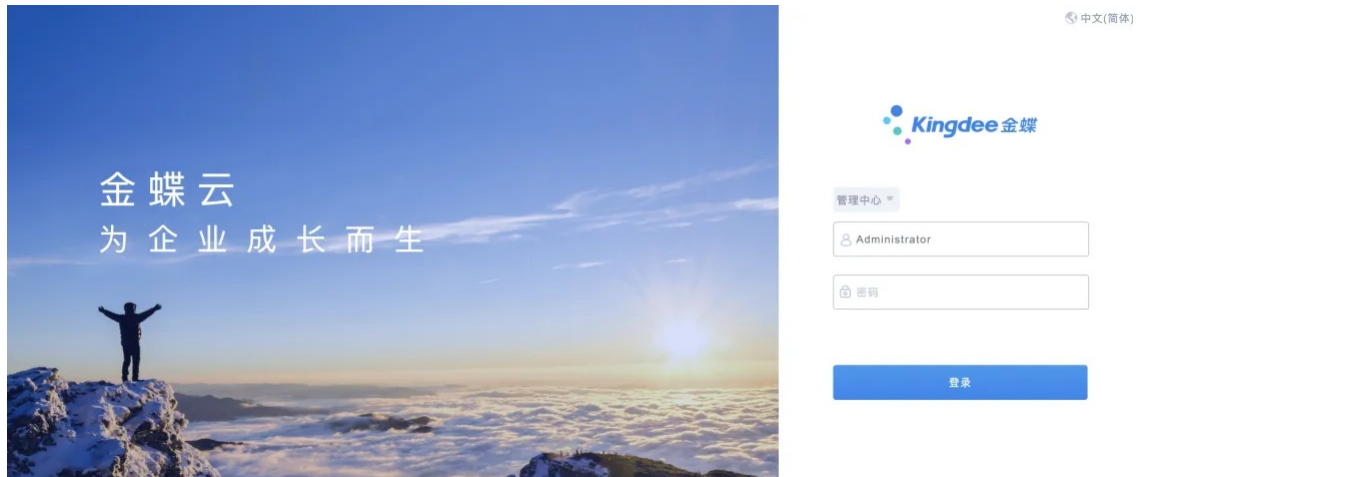 中文(简体)
Kingdee金蝶
金蝶云
为企业成长而生
管理中心
Administrator
密码
登录